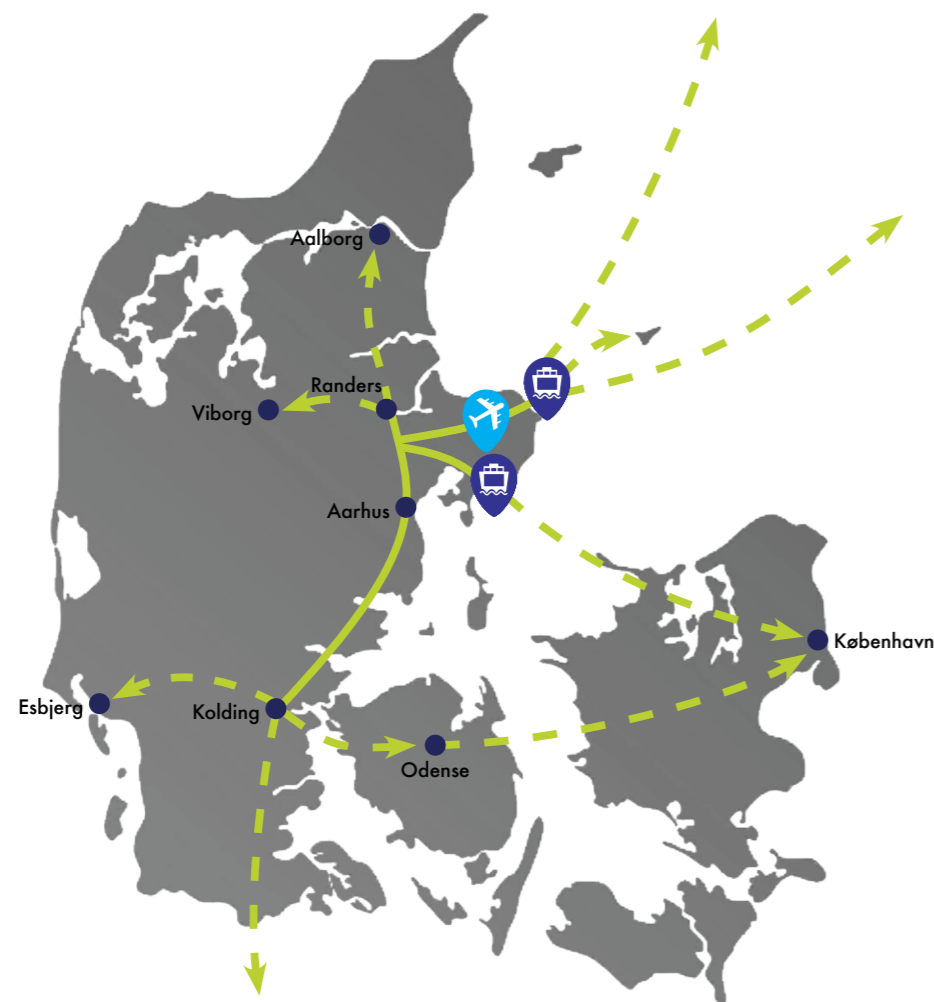 Aalborg
Randers
Viborg
Aarhus
København
Esbjerg
Kolding
Odense